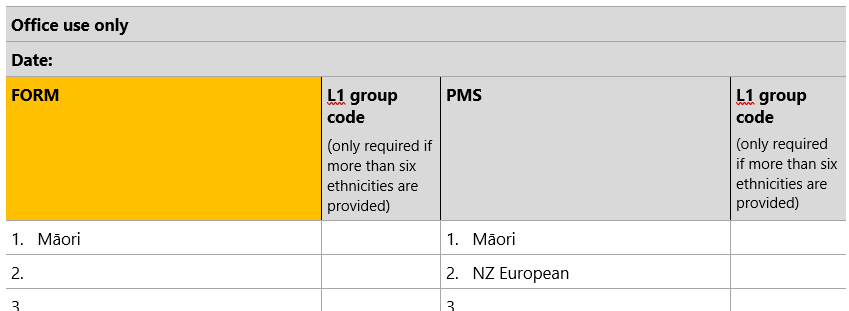 Office use only
Date:
FORM
L1 group
code
(only required if
more than six
ethnicities are
provided)
PMS
L1 group
code
(only required
if more than six
ethnicities are
provided)
1. Māori
1. Māori
2.
2. NZ European
3
3